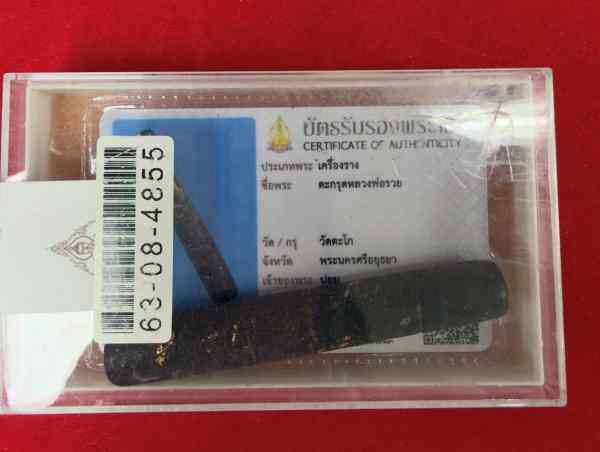 บัตรรับรองพระ
CERTIFICATE OF AUTHENTICITY
ประเภทพระ เครื่องราง
ชื่อพระ ตะกรุดหลวงพ่อรวย
วัด / กรุ วัดตะโก
จังหวัด พระนครศรีอยุธยา
เจ้าของพระ
63-08-4855